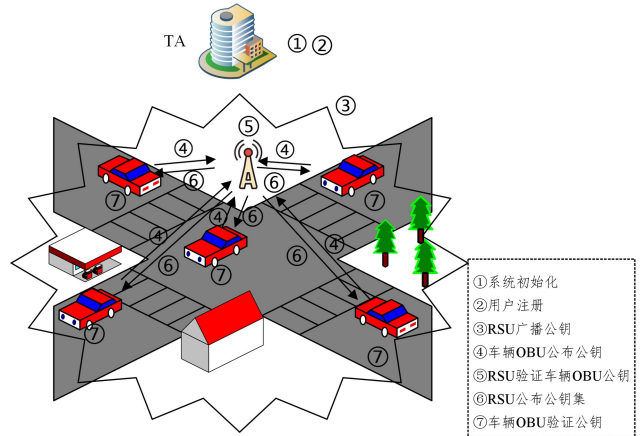 TA ① ②
③
⑤
④ ④
⑥ ⑥
⑦ ⑦
④ ⑥
④ ④
⑥ ⑥
⑦
⑦ ⑦
①系统初始化
②用户注册
③RSU广播公钥
④车辆OBU公布公钥
⑤RSU验证车辆OBU公钥
⑥RSU公布公钥集
⑦车辆OBU验证公钥